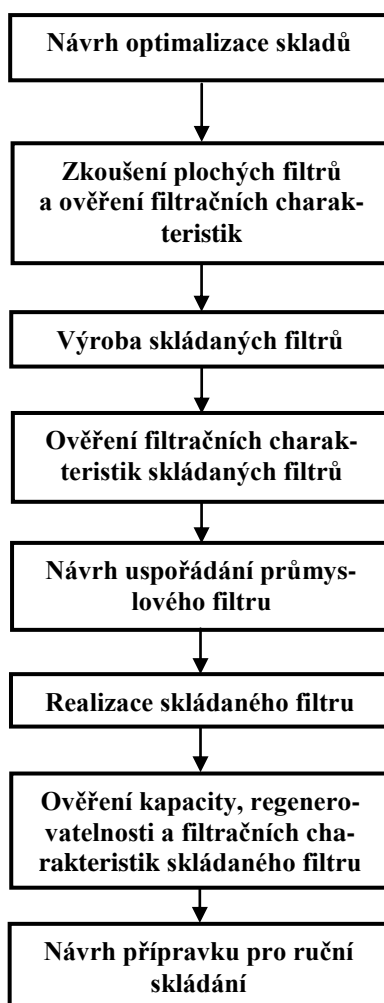 Návrh optimalizace skladů
Zkoušení plochých filtrů
a ověření filtračních charak-
teristik
Výroba skládaných filtrů
Ověření filtračních charak-
teristik skládaných filtrů
Návrh uspořádání průmys-
lového filtru
Realizace skládaného filtru
Ověření kapacity, regenero-
vatelnosti a filtračních cha-
rakteristik skládaného filtru
Návrh přípravku pro ruční
skládání